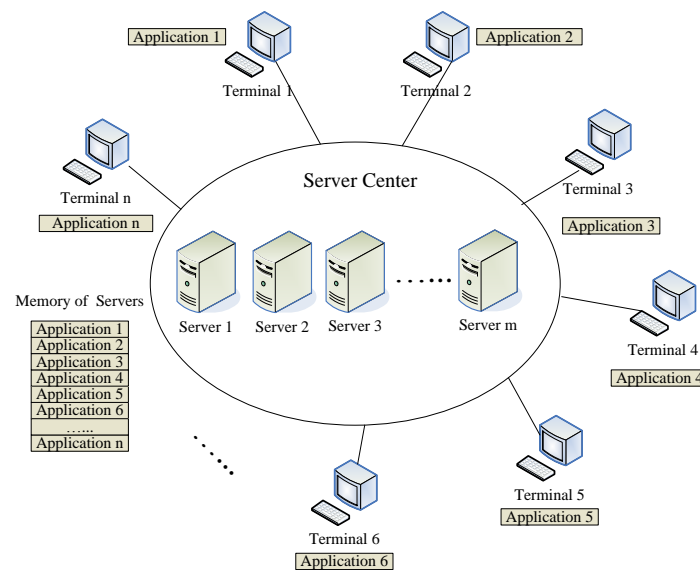 Application 1
Application 2
Terminal 1
Terminal 2
Server Center
Terminal 3
Terminal n
Application n
Application 3
Memory of Servers
Server 1
Server 2
Server 3
…...…
Server m
Application 1
Application 2
Application 3
Application 4
Application 5
Application 6
…...
Application n
Terminal 4
Application 4
Terminal 5
Application 5
Terminal 6
Application 6